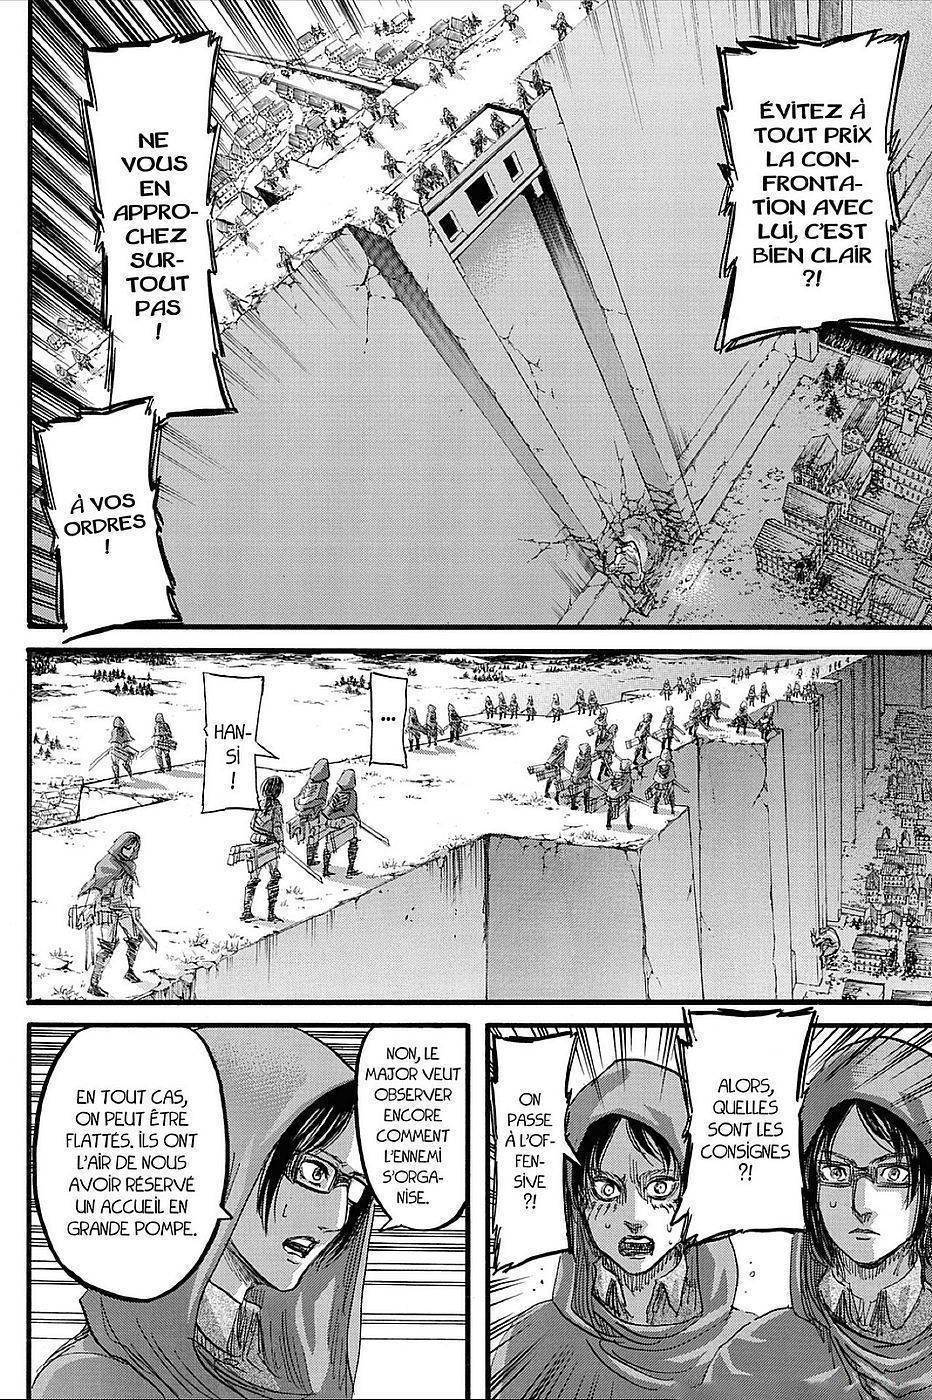 ÉVITEZ À
TOUT PRIX
LA CON-
FRONTA-
TION AVEC
LUI, C'EST
BIEN CLAIR
?!
NE
VOUS
EN
APPRO-
CHEZ
SUR-
TOUT
PAS
!
À VOS
ORDRES
!
...
HAN-
SI !
ALORS,
QUELLES
SONT LES
CONSIGNES
?!
ON
PASSE
À L'OF-
FEN-
SIVE ?!
NON, LE
MAJOR VEUT
OBSERVER
ENCORE
COMMENT
L'ENNEMI
S'ORGA-
NISE.
EN TOUT CAS,
ON PEUT ÊTRE
FLATTÉS. ILS ONT
L'AIR DE NOUS
AVOIR RÉSERVÉ
UN ACCUEIL EN
GRANDE POMPE.